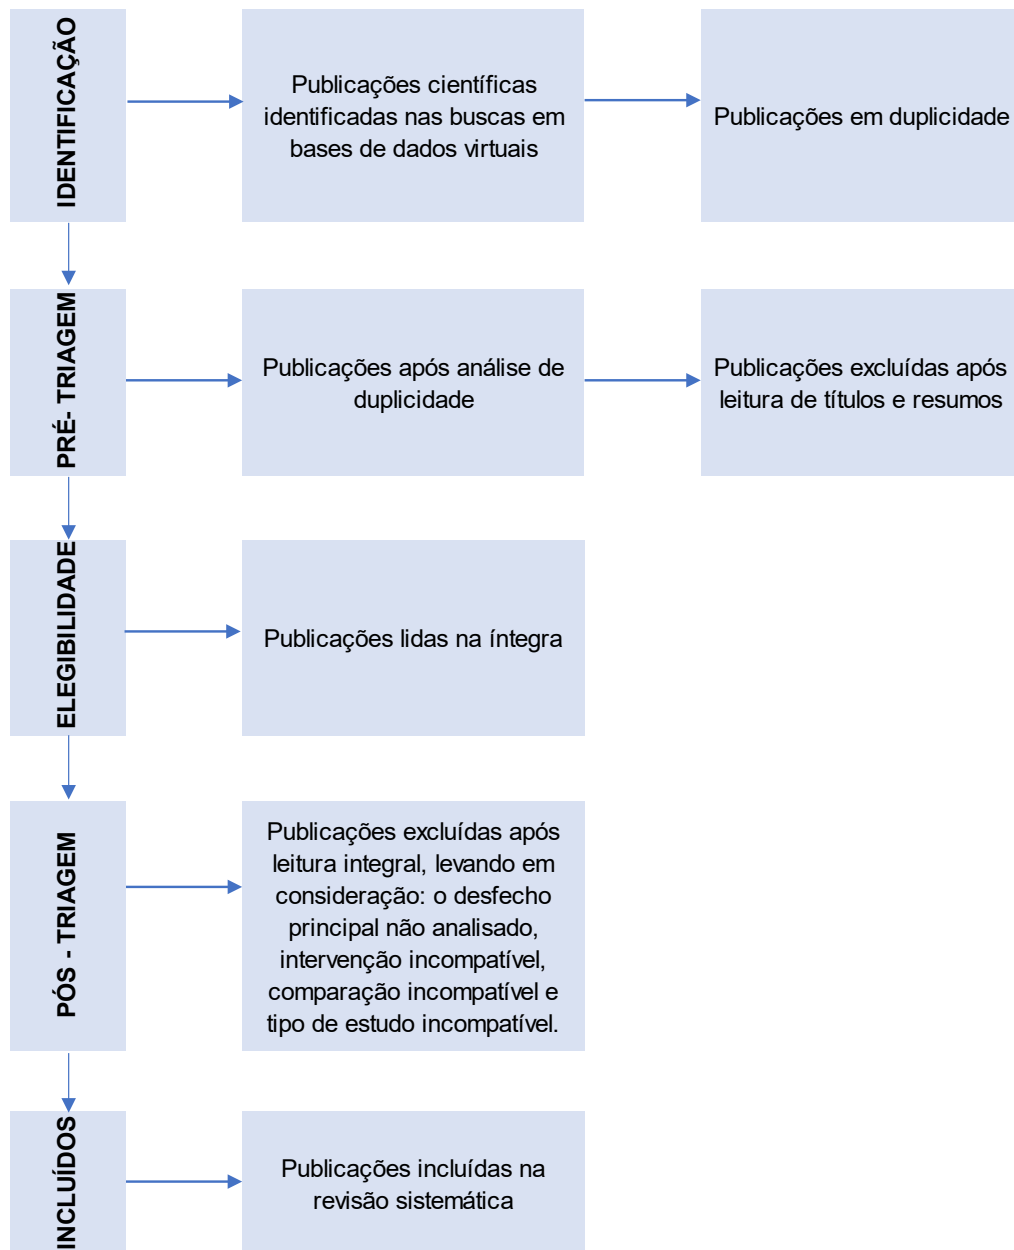 IDENTIFICAÇÃO
Publicações científicas
identificadas nas buscas em
bases de dados virtuais
Publicações em duplicidade
PRÉ- TRIAGEM
Publicações após análise de
duplicidade
Publicações excluídas após
leitura de títulos e resumos
ELEGIBILIDADE
Publicações lidas na íntegra
PÓS - TRIAGEM
Publicações excluídas após
leitura integral, levando em
consideração: o desfecho
principal não analisado,
intervenção incompatível,
comparação incompatível e
tipo de estudo incompatível.
INCLUÍDOS
Publicações incluídas na
revisão sistemática